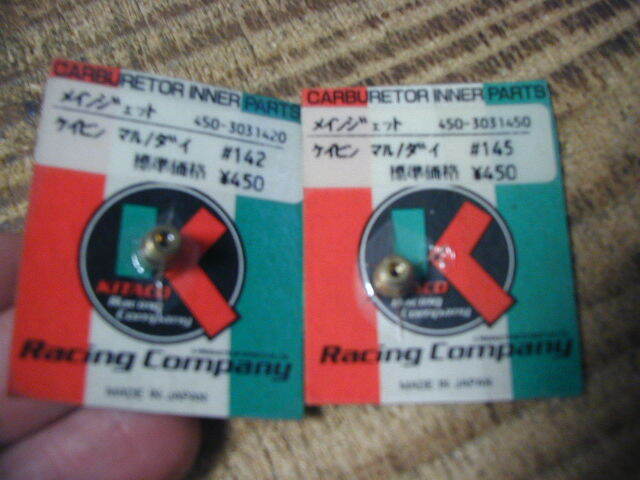 CARBURETOR INNER PARTS
メインジェット 450-3031420
ケイヒン マル/ダイ #142
標準価格 ¥450
KITACO
Racing
Company
Racing Company
MADE IN JAPAN
CARBURETOR INNER PARTS
メインジェット 450-3031450
ケイヒン マル/ダイ #145
標準価格 ¥450
Racing
Company
Racing Company
MADE IN JAPAN